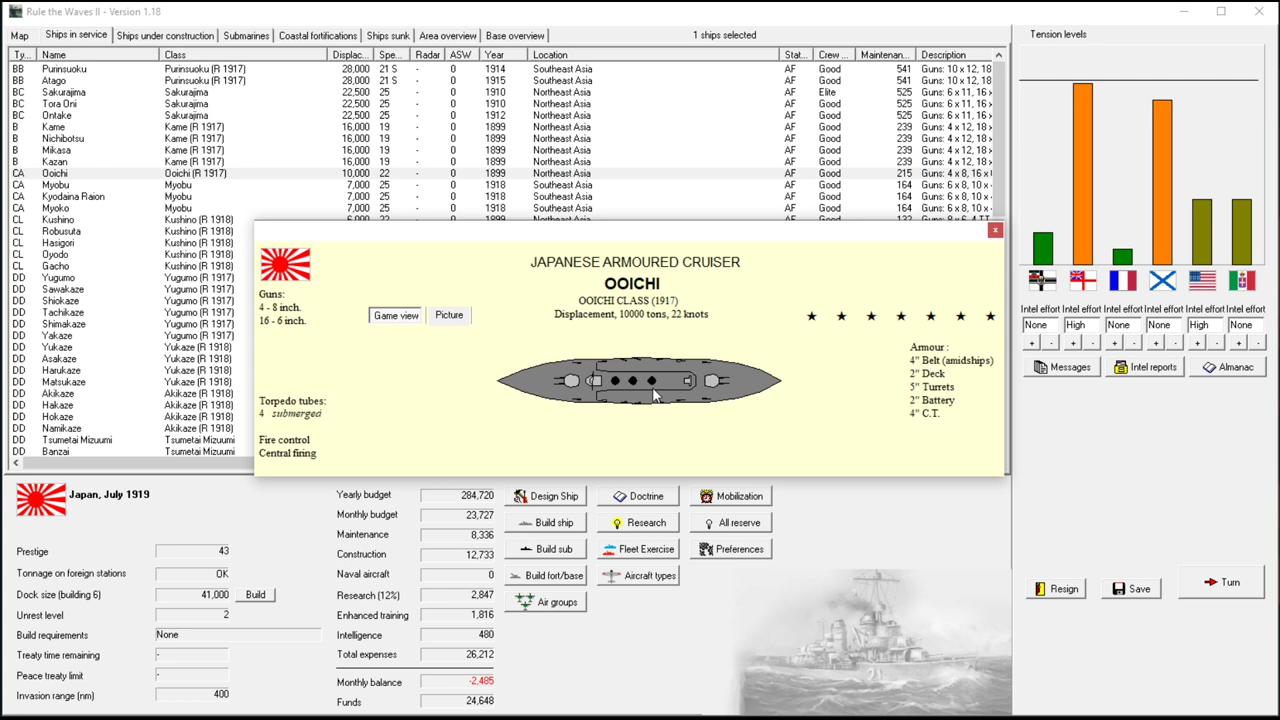 Rule the Waves II - Version 1.18
Map Ships in service Ships under construction Submarines Coastal fortifications Ships sunk Area overview Base overview 1 ships selected
Ty... Name Class Displac... Spe... Radar ASW Year Location Stat... Crew ... Maintenan... Description
BB Purinsuoku Purinsuoku (R 1917) 28,000 21 S - 0 1914 Southeast Asia AF Good 541 Guns: 10 x 12, 18
BB Atago Purinsuoku (R 1917) 28,000 21 S - 0 1915 Southeast Asia AF Good 541 Guns: 10 x 12, 18
BC Sakurajima Sakurajima 22,500 25 - 0 1910 Northeast Asia AF Elite 525 Guns: 6 x 11, 16 x
BC Tora Oni Sakurajima 22,500 25 - 0 1910 Northeast Asia AF Good 525 Guns: 6 x 11, 16 x
BC Ontake Sakurajima 22,500 25 - 0 1912 Northeast Asia AF Good 525 Guns: 6 x 11, 16 x
B Kame Kame (R 1917) 16,000 19 - 0 1899 Northeast Asia AF Good 239 Guns: 4 x 12, 18 x
B Nichibotsu Kame (R 1917) 16,000 19 - 0 1899 Northeast Asia AF Good 239 Guns: 4 x 12, 18 x
B Mikasa Kame (R 1917) 16,000 19 - 0 1899 Northeast Asia AF Good 239 Guns: 4 x 12, 18 x
B Kazan Kame (R 1917) 16,000 19 - 0 1899 Northeast Asia AF Good 239 Guns: 4 x 12, 18 x
CA Ooichi Ooichi (R 1917) 10,000 22 - 0 1899 Northeast Asia AF Good 215 Guns: 4 x 8, 16 x
CA Myobu Myobu 7,000 25 - 0 1918 Southeast Asia AF Good 164 Guns: 6 x 8, 10 x
CA Kyodaina Raion Myobu 7,000 25 - 0 1918 Southeast Asia AF Good 164 Guns: 6 x 8, 10 x
CA Myoko Myobu 7,000 25 - 0 1918 Southeast Asia AF Good 164 Guns: 6 x 8, 10 x
CL Kushino Kushino (R 1918)
CL Robusuta Kushino (R 1918)
CL Hasigori Kushino (R 1918)
CL Oyodo Kushino (R 1918)
CL Gacho Kushino (R 1918)
DD Yugumo Yugumo (R 1917)
DD Sawakaze Yugumo (R 1917)
DD Shiokaze Yugumo (R 1917)
DD Tachikaze Yugumo (R 1917)
DD Shimakaze Yugumo (R 1917)
DD Yakaze Yugumo (R 1917)
DD Yukaze Yukaze (R 1918)
DD Asakaze Yukaze (R 1918)
DD Harukaze Yukaze (R 1918)
DD Matsukaze Yukaze (R 1918)
DD Akikaze Akikaze (R 1918)
DD Hakaze Akikaze (R 1918)
DD Hokaze Akikaze (R 1918)
DD Namikaze Akikaze (R 1918)
DD Tsumetai Mizuumi Tsumetai Mizuumi
DD Banzai Tsumetai Mizuumi
JAPANESE ARMOURED CRUISER
OOICHI
OOICHI CLASS (1917)
Displacement, 10000 tons, 22 knots
Guns:
4 - 8 inch.
16 - 6 inch.
Game view Picture
Torpedo tubes:
4 submerged
Fire control
Central firing
Armour :
4" Belt (amidships)
2" Deck
5" Turrets
2" Battery
4" C.T.
Tension levels
Intel effort Intel effort Intel effort Intel effort Intel effort Intel effort
None High None None High None
+ - + - + - + - + - + -
Messages Intel reports Almanac
Japan, July 1919
Prestige 43
Tonnage on foreign stations OK
Dock size (building 6) 41,000 Build
Unrest level 2
Build requirements None
Treaty time remaining -
Peace treaty limit -
Invasion range (nm) 400
Yearly budget 284,720
Monthly budget 23,727
Maintenance 8,336
Construction 12,733
Naval aircraft 0
Research (12%) 2,847
Enhanced training 1,816
Intelligence 480
Total expenses 26,212
Monthly balance -2,485
Funds 24,648
Design Ship Doctrine Mobilization
Build ship Research All reserve
Build sub Fleet Exercise Preferences
Build fort/base Aircraft types
Air groups
Resign Save Turn